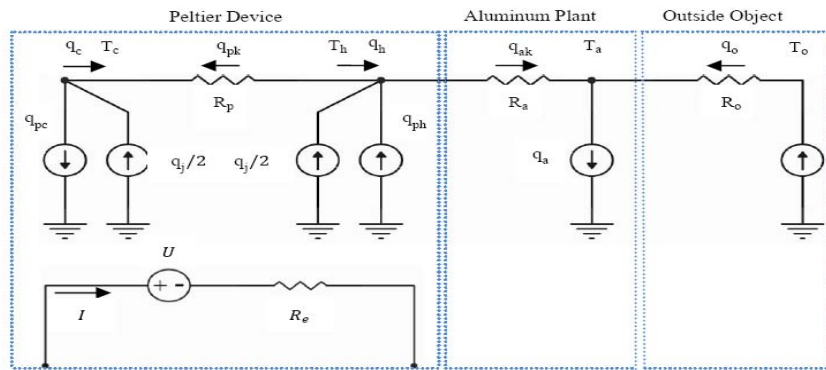 Peltier Device Aluminum Plant Outside Object
q_c T_c q_pk T_h q_h q_ak T_a q_o T_o
R_p R_a R_o
q_pc q_ph
q_j/2 q_j/2 q_a
U
+ -
I R_e